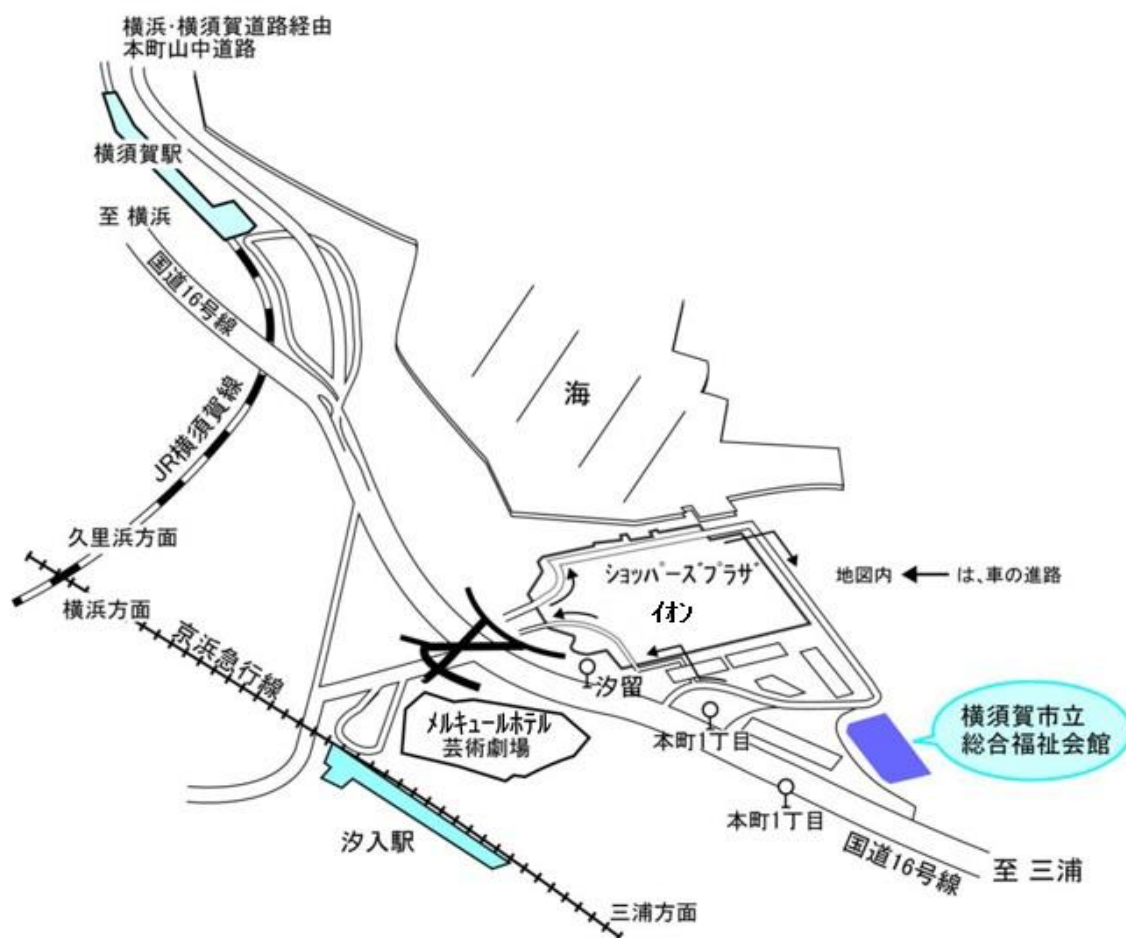 横浜・横須賀道路経由
本町山中道路
横須賀駅
至 横浜
国道16号線
JR横須賀線
海
久里浜方面
横浜方面
京浜急行線
ショッパーズプラザ
イオン
地図内 ← は、車の進路
汐留
メルキュールホテル
芸術劇場
本町1丁目
横須賀市立
総合福祉会館
汐入駅
本町1丁目
国道16号線
至 三浦
三浦方面